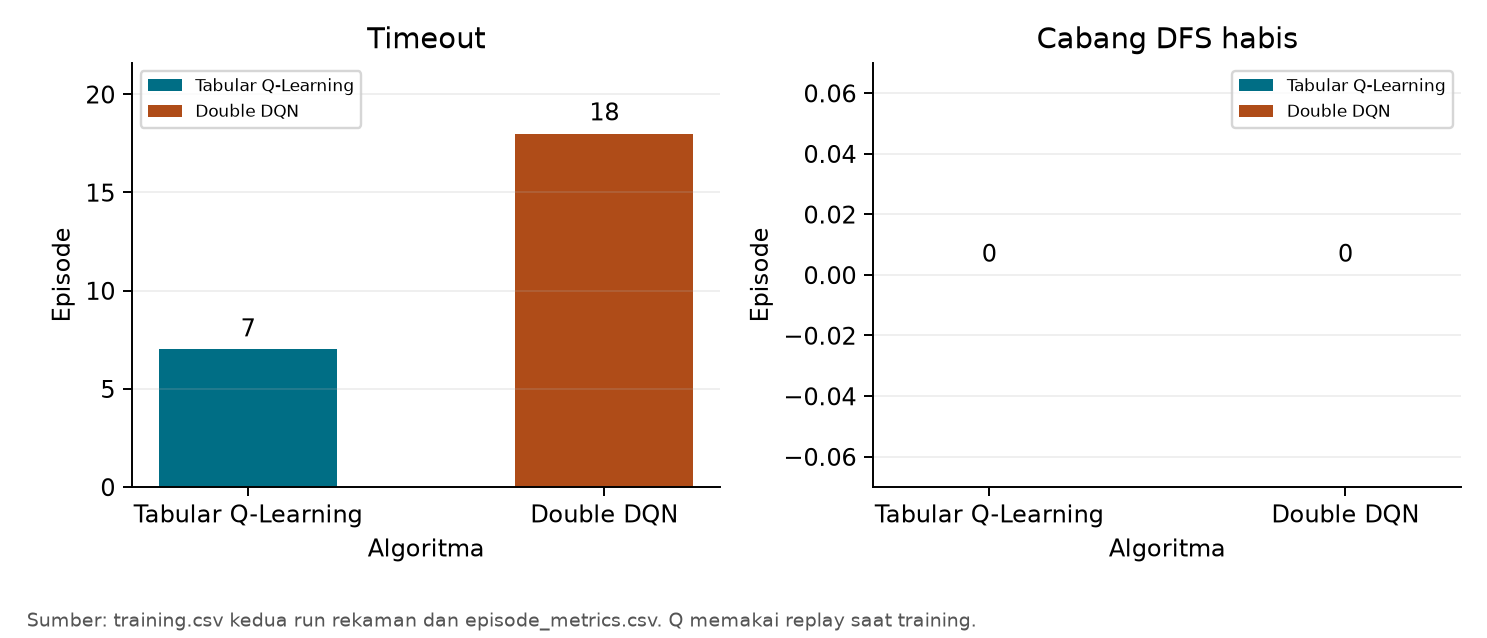 Timeout
Tabular Q-Learning
Double DQN
20
15
10
5
0
Episode
7
18
Tabular Q-Learning
Double DQN
Algoritma
Cabang DFS habis
Tabular Q-Learning
Double DQN
0.06
0.04
0.02
0.00
−0.02
−0.04
−0.06
Episode
0
0
Tabular Q-Learning
Double DQN
Algoritma
Sumber: training.csv kedua run rekaman dan episode_metrics.csv. Q memakai replay saat training.